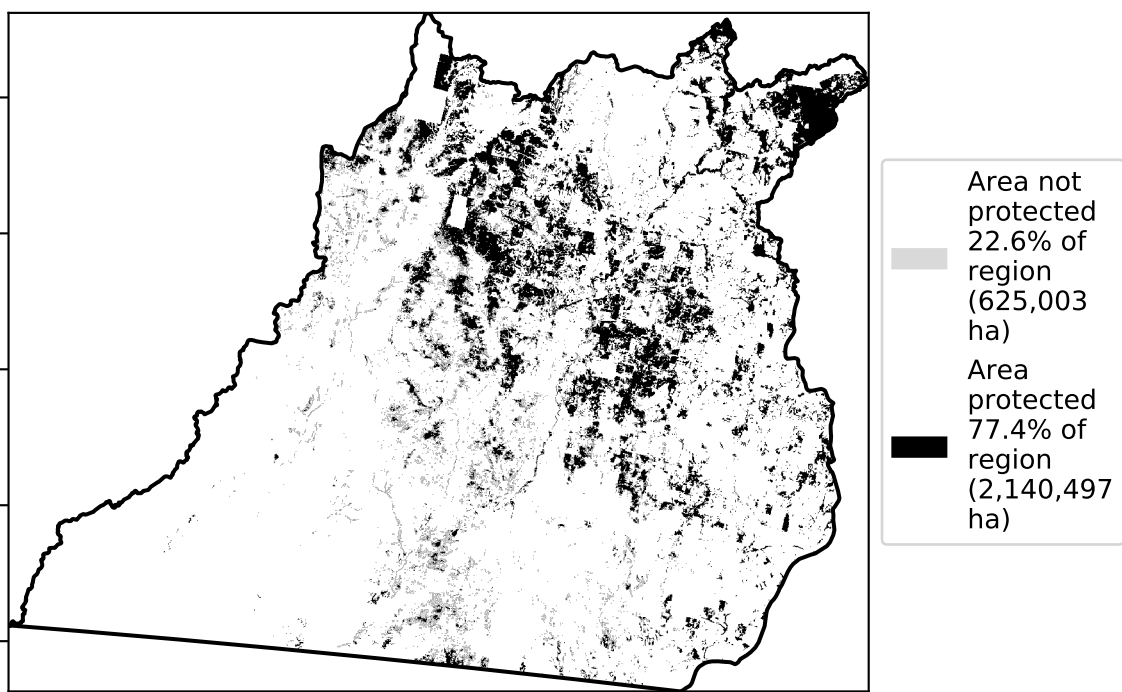 Area not
protected
22.6% of
region
(625,003
ha)
Area
protected
77.4% of
region
(2,140,497
ha)